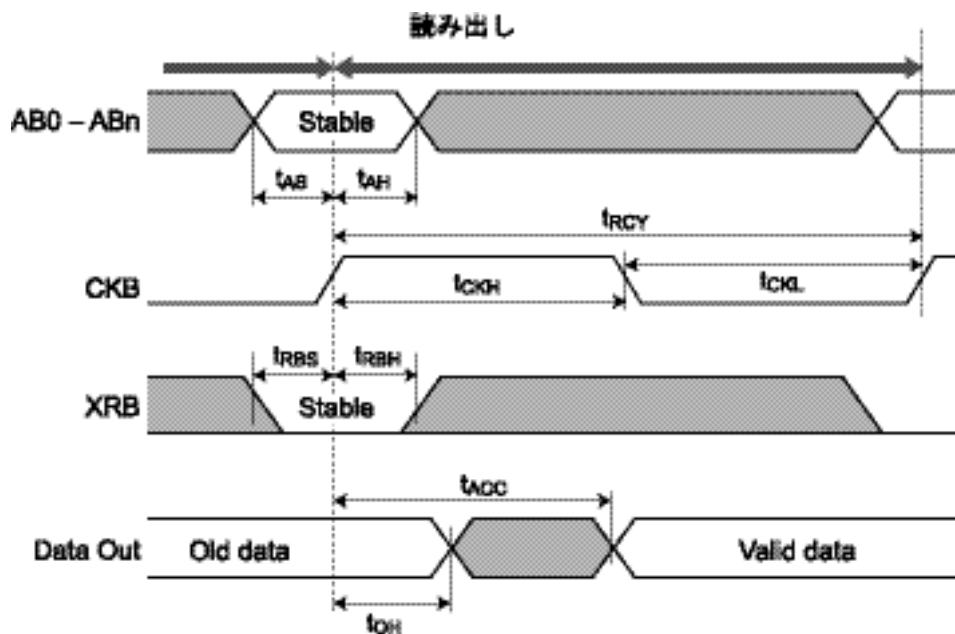 読み出し
AB0 – ABn
Stable
tAS tAH
tRCY
CKB
tCKH
tCKL
tRBS tRBH
XRB
Stable
tACC
Data Out
Old data
Valid data
tOH